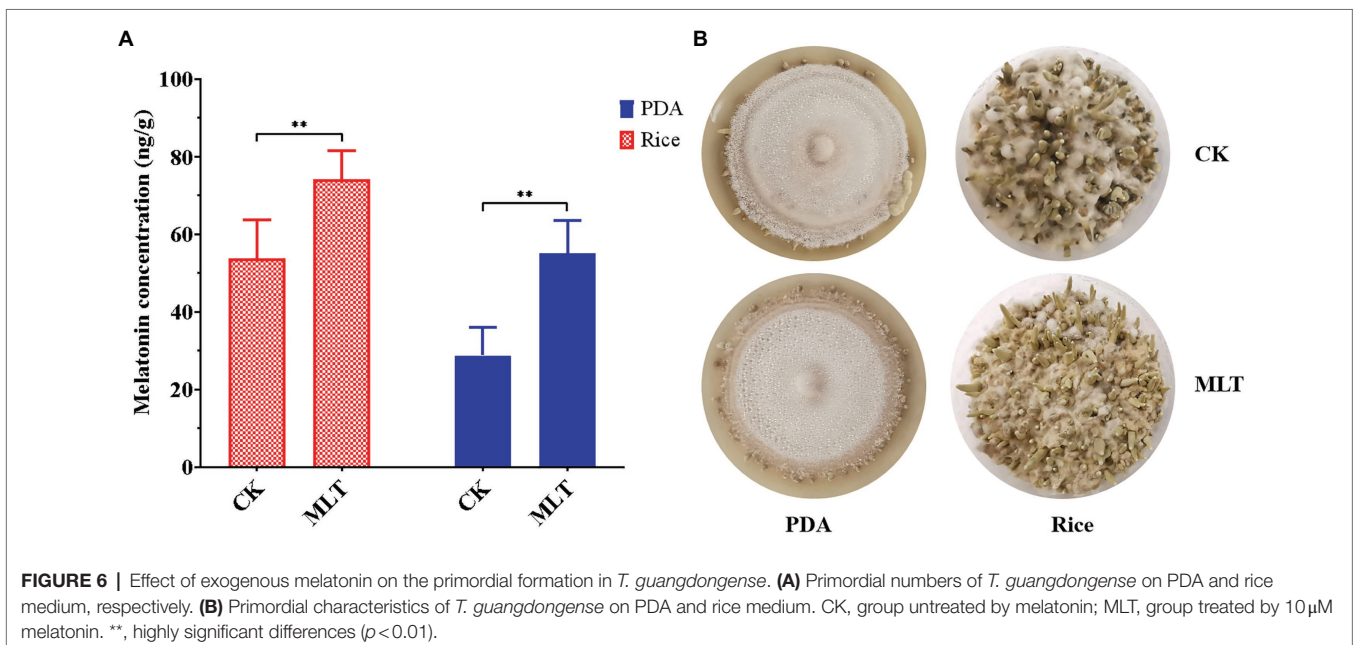 A
B
Melatonin concentration (ng/g)
100
80
60
40
20
0
**
**
CK
MLT
CK
MLT
PDA
Rice
CK
MLT
PDA
Rice
FIGURE 6 | Effect of exogenous melatonin on the primordial formation in T. guangdongense. (A) Primordial numbers of T. guangdongense on PDA and rice
medium, respectively. (B) Primordial characteristics of T. guangdongense on PDA and rice medium. CK, group untreated by melatonin; MLT, group treated by 10 μM
melatonin. **, highly significant differences (p < 0.01).